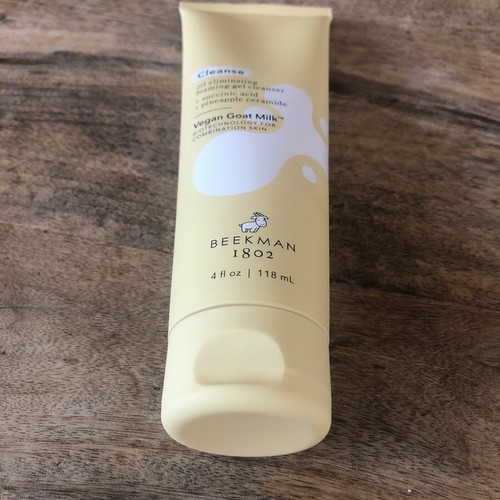 Cleanse
oil eliminating
foaming gel cleanser
+ succinic acid
+ pineapple ceramide
Vegan Goat Milk™
BIOTECHNOLOGY FOR
COMBINATION SKIN
BEEKMAN
1802
4 fl oz | 118 mL